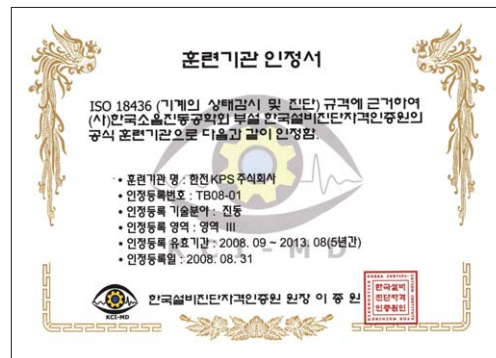 훈련기관 인정서
ISO 18436 (기계의 상태감시 및 진단) 규격에 근거하여
(사)한국소음진동공학회 부설 한국설비진단자격인증원의
공식 훈련기관으로 다음과 같이 인정함.
• 훈련기관 명 : 한전KPS 주식회사
• 인정등록번호 : TB08-01
• 인정등록 기술분야 : 진동
• 인정등록 영역 : 영역 III
• 인정등록 유효기간 : 2008. 09 ~ 2013. 08(5년간)
• 인정등록일 : 2008. 08. 31
KCI-MD
KCI-MD
한국설비진단자격인증원 원장 이 종 원
한국설비
진단자격
인증원인